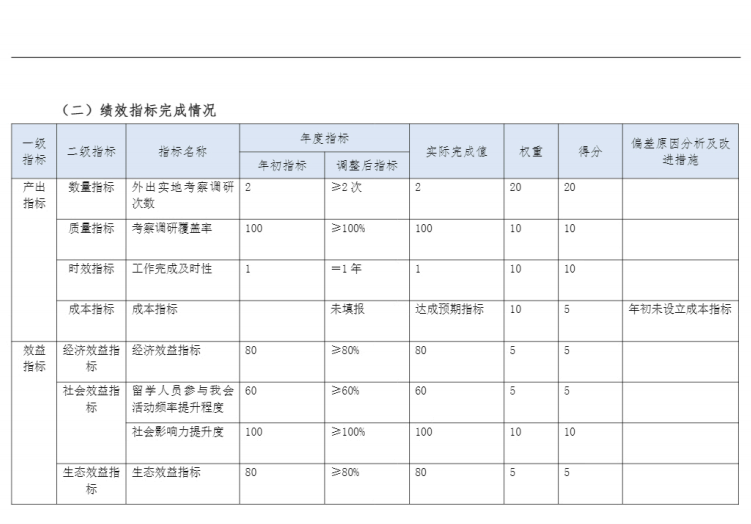 （二）绩效指标完成情况
一级指标 二级指标 指标名称 年度指标 实际完成值 权重 得分 偏差原因分析及改进措施
年初指标 调整后指标
产出指标 数量指标 外出实地考察调研次数 2 ≥2次 2 20 20
质量指标 考察调研覆盖率 100 ≥100% 100 10 10
时效指标 工作完成及时性 1 ＝1年 1 10 10
成本指标 成本指标 未填报 达成预期指标 10 5 年初未设立成本指标
效益指标 经济效益指标 经济效益指标 80 ≥80% 80 5 5
社会效益指标 留学人员参与我会活动频率提升程度 60 ≥60% 60 5 5
社会影响力提升度 100 ≥100% 100 10 10
生态效益指标 生态效益指标 80 ≥80% 80 5 5